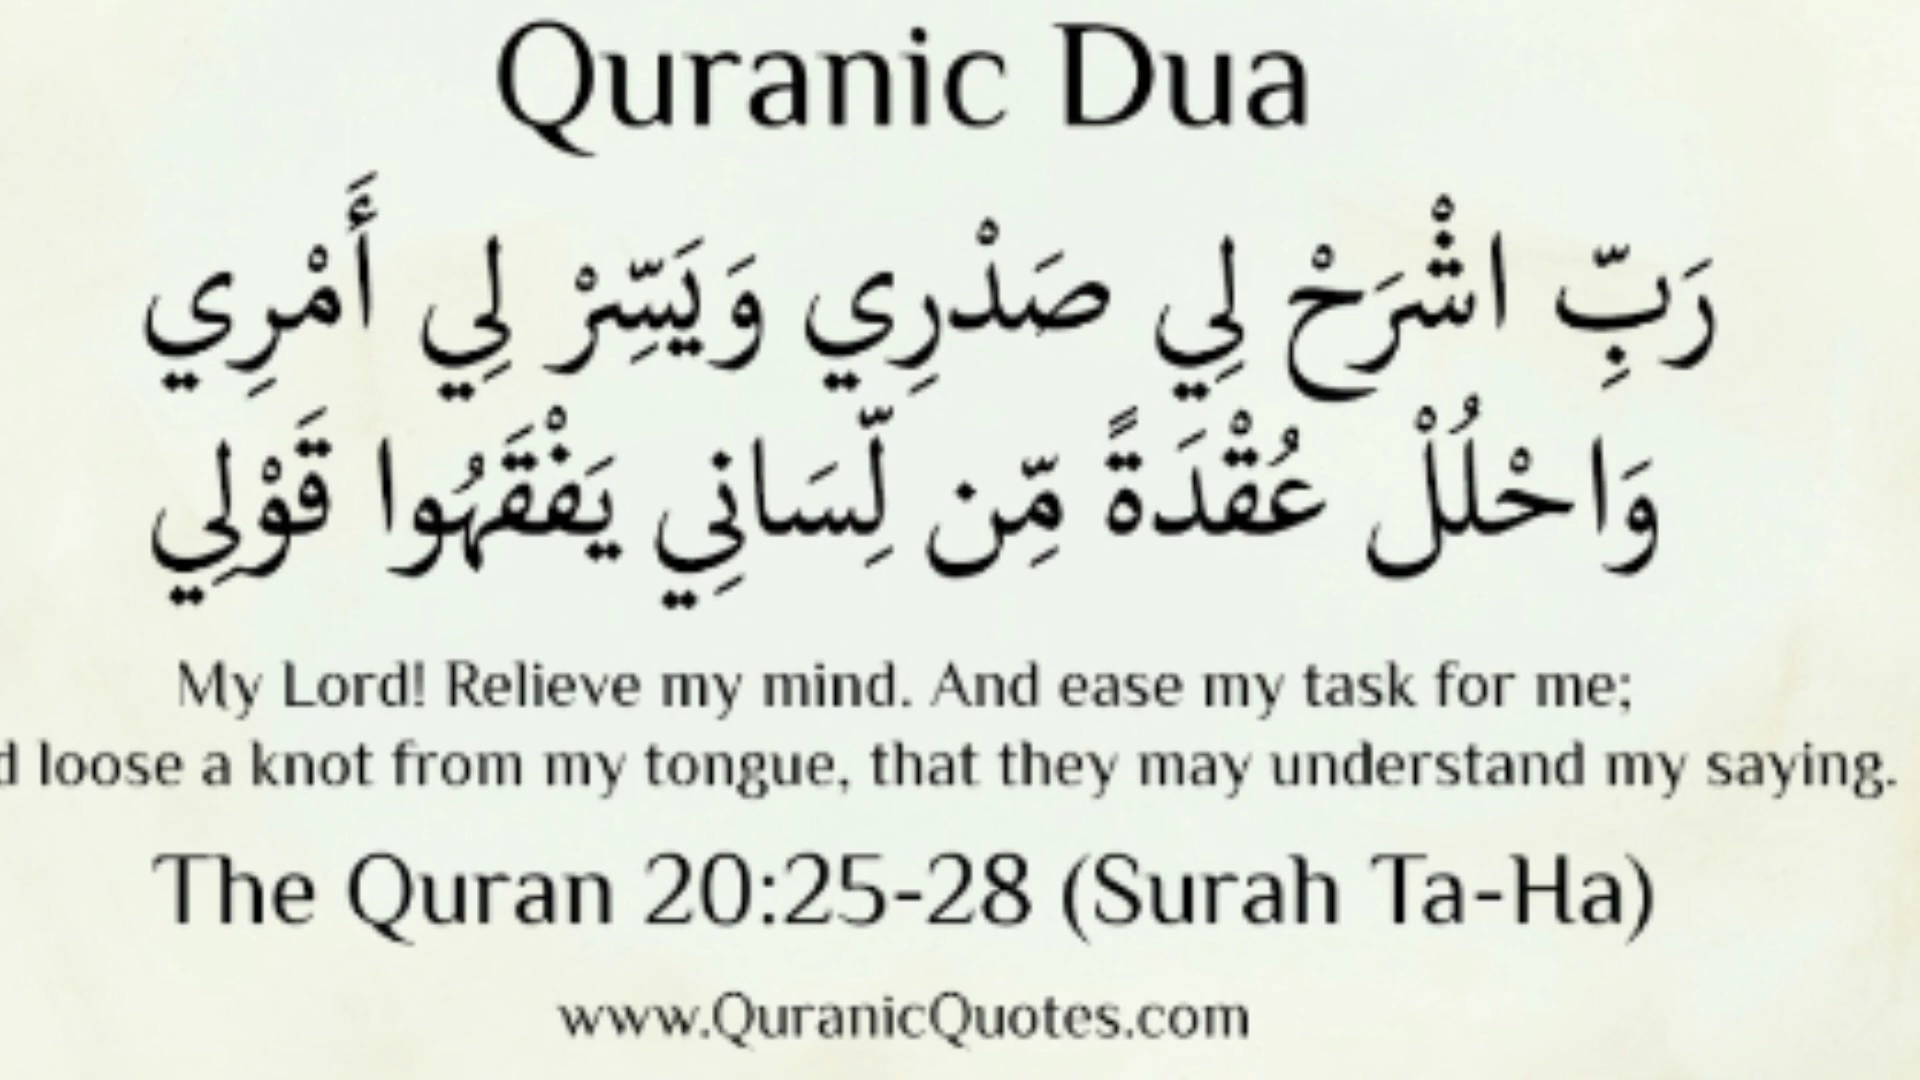 Quranic Dua
رَبِّ اشْرَحْ لِي صَدْرِي وَيَسِّرْ لِي أَمْرِي
وَاحْلُلْ عُقْدَةً مِّن لِّسَانِي يَفْقَهُوا قَوْلِي
My Lord! Relieve my mind. And ease my task for me;
d loose a knot from my tongue, that they may understand my saying.
The Quran 20:25-28 (Surah Ta-Ha)
www.QuranicQuotes.com